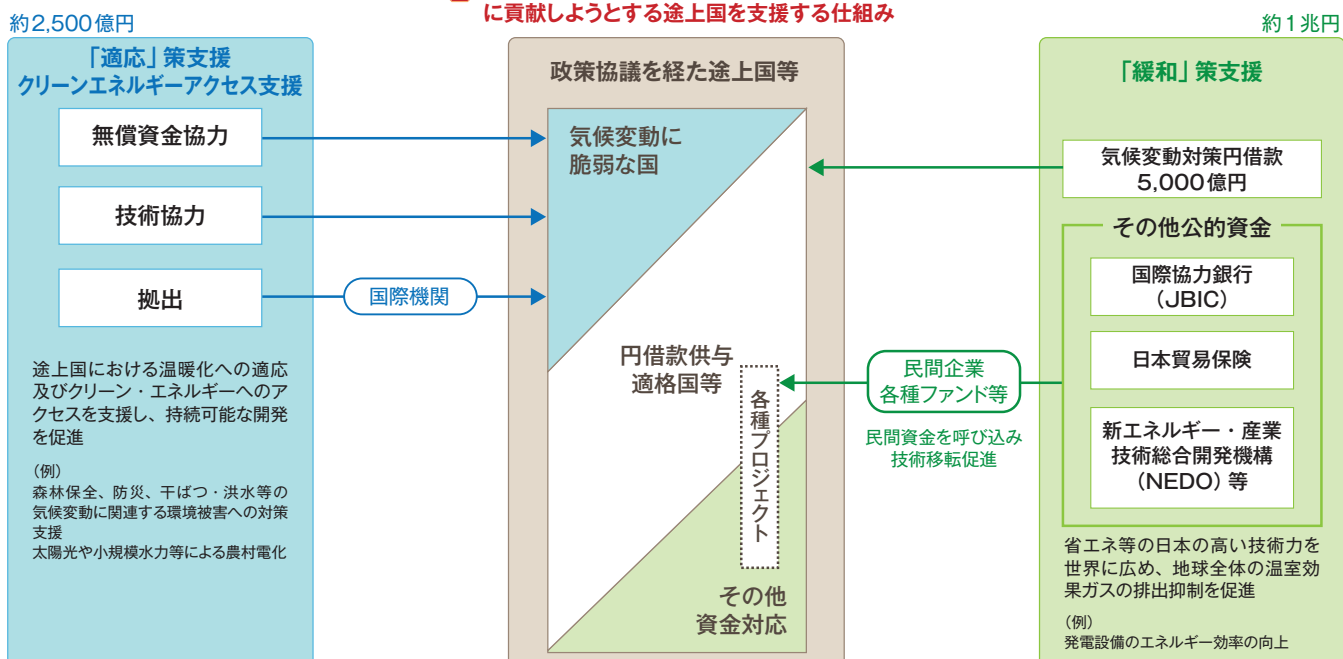 に貢献しようとする途上国を支援する仕組み
約2,500億円
「適応」策支援
クリーンエネルギーアクセス支援
無償資金協力
技術協力
拠出
国際機関
途上国における温暖化への適応
及びクリーン・エネルギーへのア
クセスを支援し、持続可能な開発
を促進
（例）
森林保全、防災、干ばつ・洪水等の
気候変動に関連する環境被害への対策
支援
太陽光や小規模水力等による農村電化
政策協議を経た途上国等
気候変動に
脆弱な国
円借款供与
適格国等
各種プロジェクト
その他
資金対応
民間企業
各種ファンド等
民間資金を呼び込み
技術移転促進
約1兆円
「緩和」策支援
気候変動対策円借款
5,000億円
その他公的資金
国際協力銀行
（JBIC）
日本貿易保険
新エネルギー・産業
技術総合開発機構
（NEDO）等
省エネ等の日本の高い技術力を
世界に広め、地球全体の温室効
果ガスの排出抑制を促進
（例）
発電設備のエネルギー効率の向上